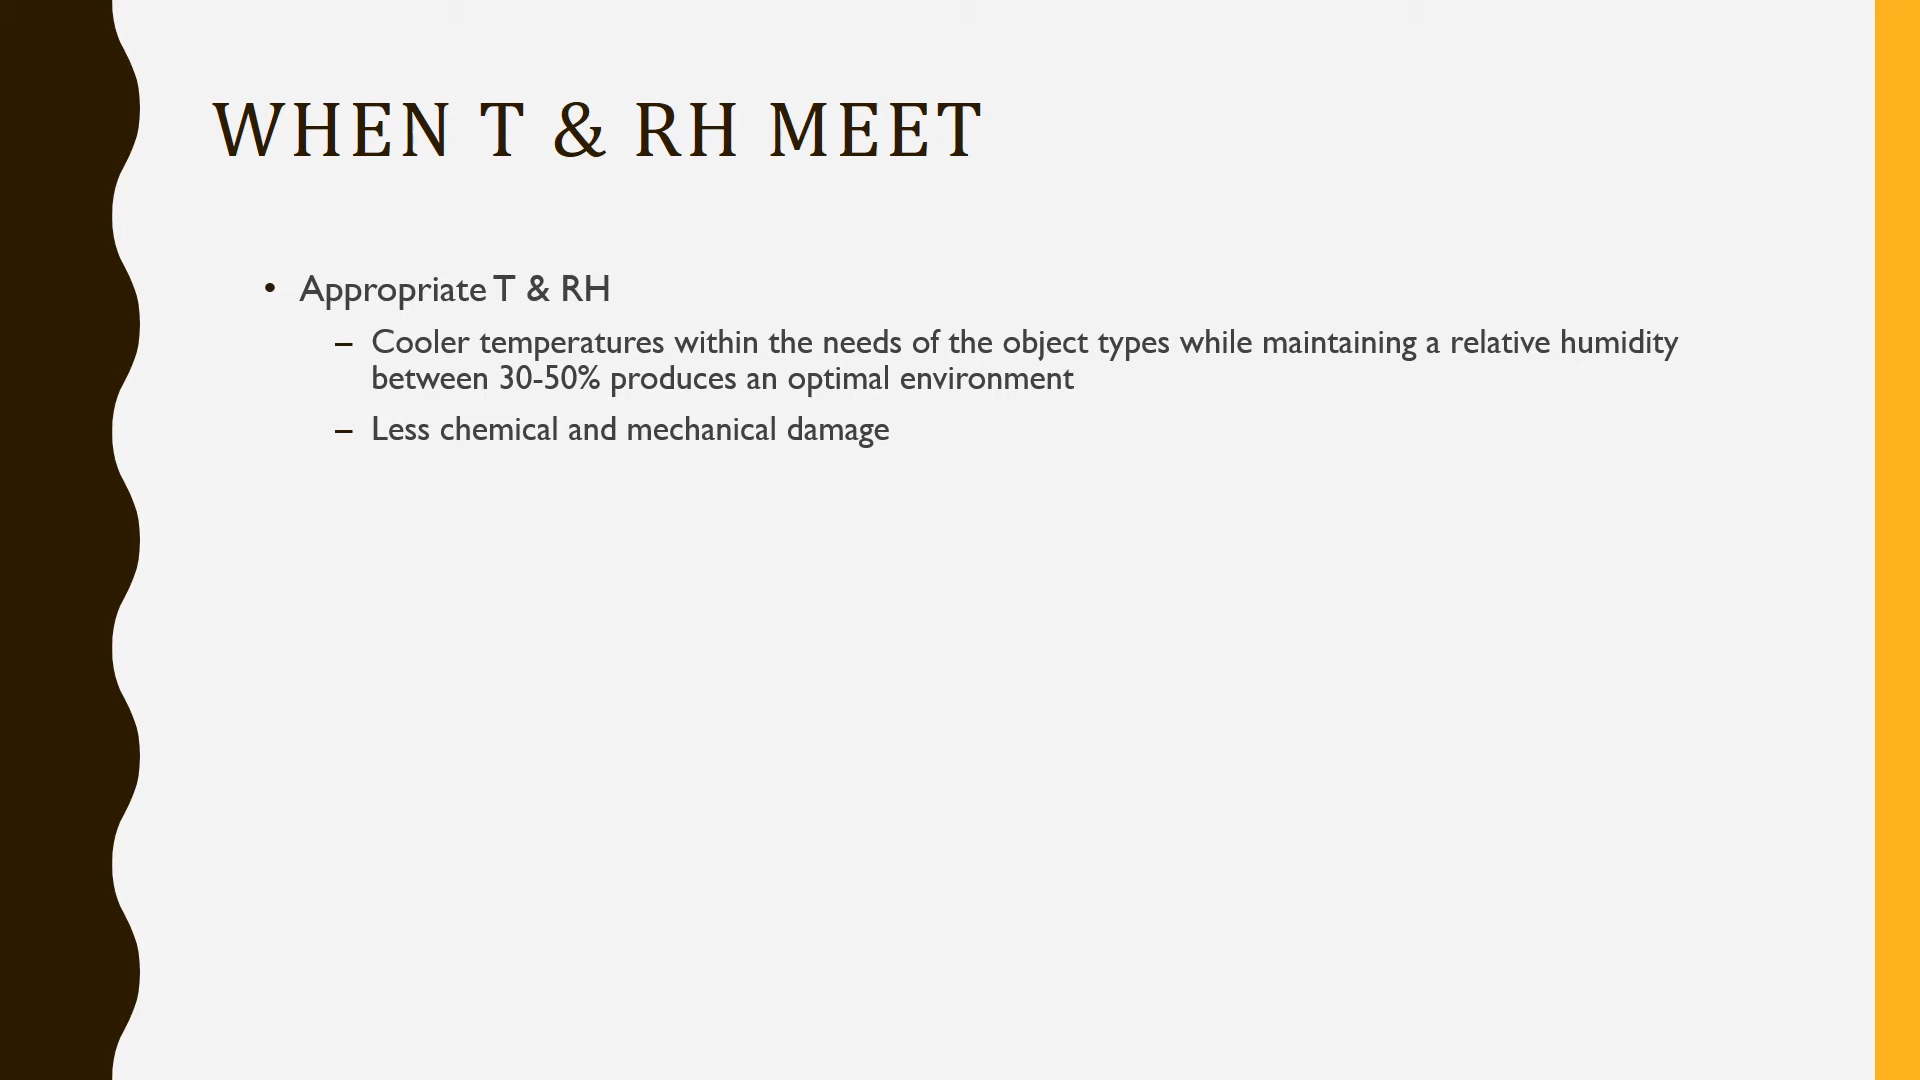 WHEN T & RH MEET
• Appropriate T & RH
– Cooler temperatures within the needs of the object types while maintaining a relative humidity
between 30-50% produces an optimal environment
– Less chemical and mechanical damage